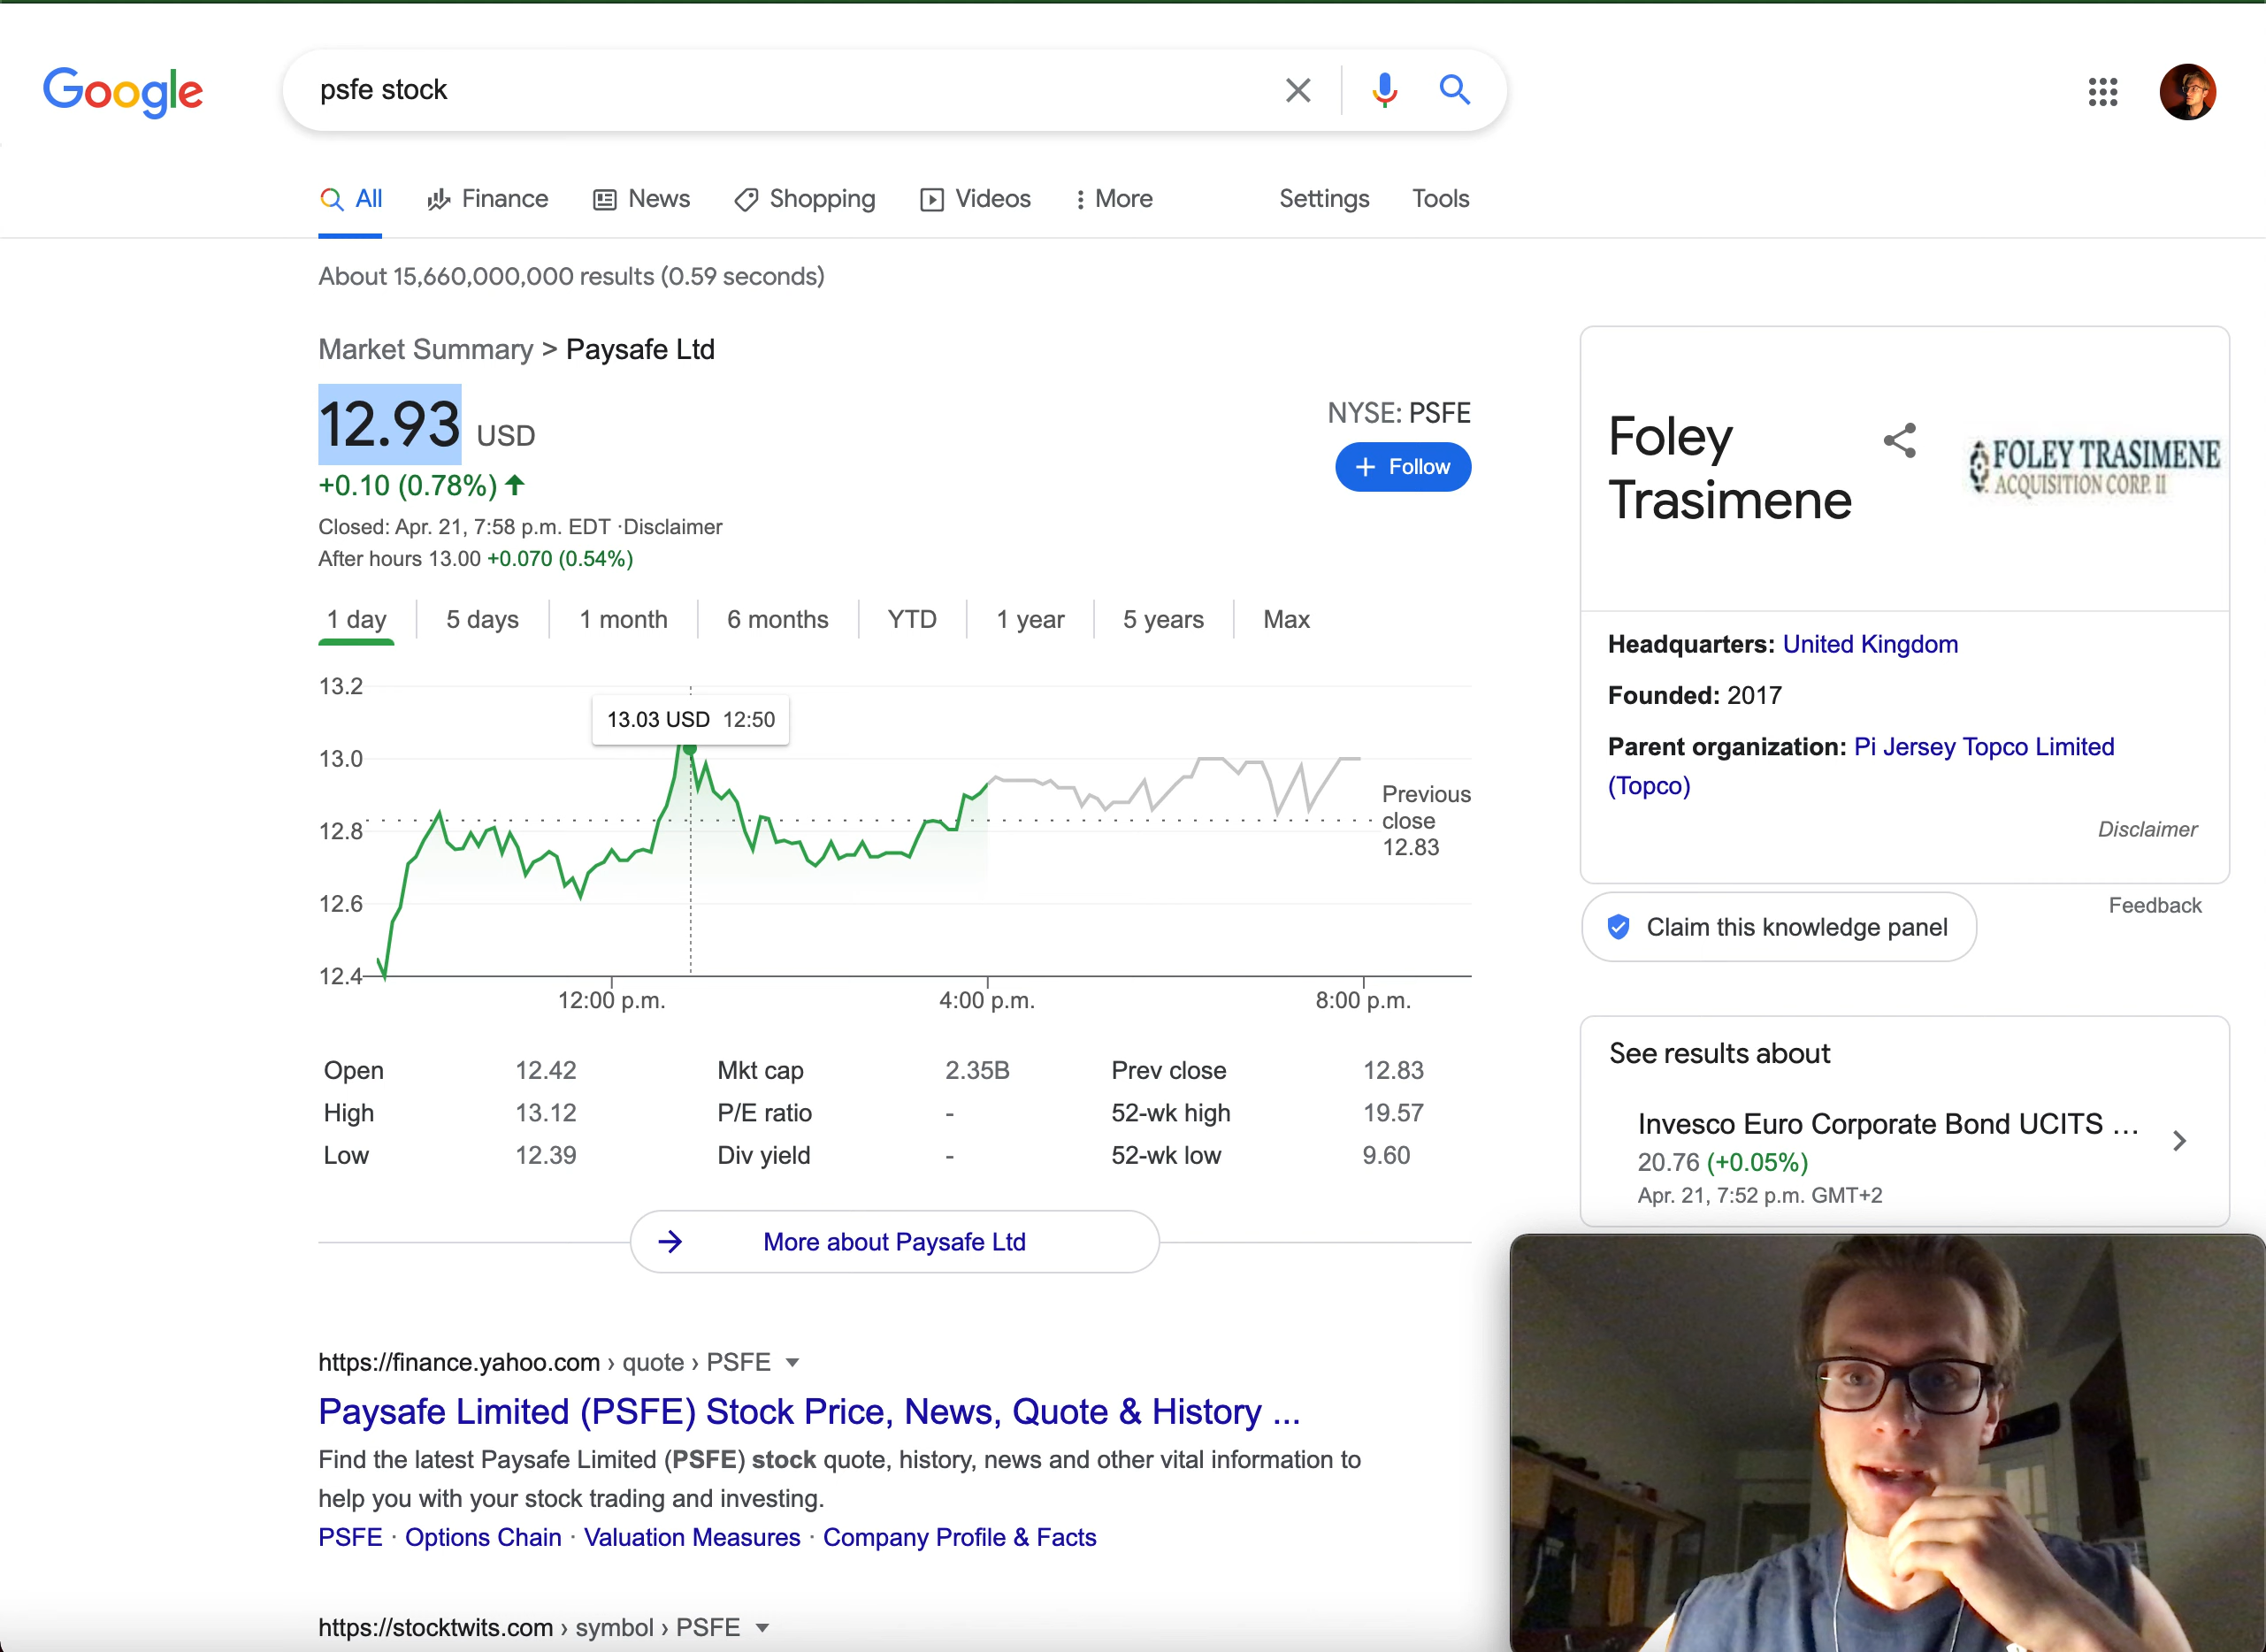 Google
psfe stock
All Finance News Shopping Videos More Settings Tools
About 15,660,000,000 results (0.59 seconds)
Market Summary > Paysafe Ltd
12.93 USD
+0.10 (0.78%)
Closed: Apr. 21, 7:58 p.m. EDT ·Disclaimer
After hours 13.00 +0.070 (0.54%)
NYSE: PSFE
+ Follow
1 day 5 days 1 month 6 months YTD 1 year 5 years Max
13.2
13.03 USD 12:50
13.0
12.8
12.6
12.4
Previous
close
12.83
12:00 p.m. 4:00 p.m. 8:00 p.m.
Open 12.42 Mkt cap 2.35B Prev close 12.83
High 13.12 P/E ratio - 52-wk high 19.57
Low 12.39 Div yield - 52-wk low 9.60
More about Paysafe Ltd
https://finance.yahoo.com › quote › PSFE
Paysafe Limited (PSFE) Stock Price, News, Quote & History ...
Find the latest Paysafe Limited (PSFE) stock quote, history, news and other vital information to
help you with your stock trading and investing.
PSFE · Options Chain · Valuation Measures · Company Profile & Facts
https://stocktwits.com › symbol › PSFE
Foley
Trasimene
FOLEY TRASIMENE
ACQUISITION CORP. II
Headquarters: United Kingdom
Founded: 2017
Parent organization: Pi Jersey Topco Limited
(Topco)
Disclaimer
Feedback
Claim this knowledge panel
See results about
Invesco Euro Corporate Bond UCITS ...
20.76 (+0.05%)
Apr. 21, 7:52 p.m. GMT+2